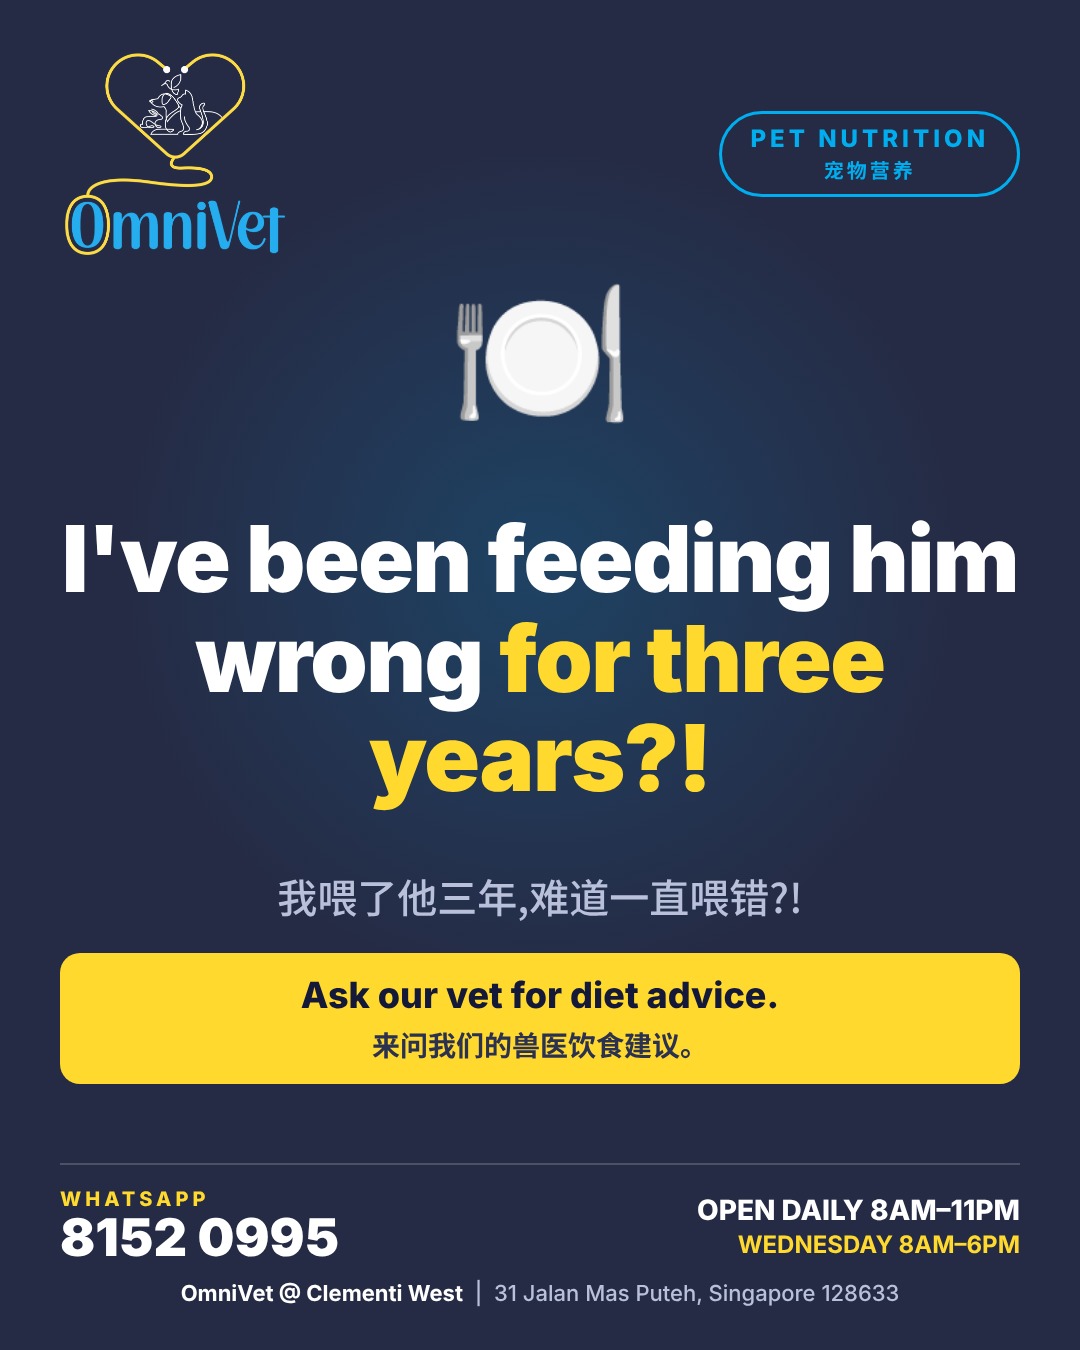 OmniVet
PET NUTRITION
宠物营养
I've been feeding him
wrong for three
years?!
我喂了他三年,难道一直喂错?!
Ask our vet for diet advice.
来问我们的兽医饮食建议。
WHATSAPP
8152 0995
OPEN DAILY 8AM–11PM
WEDNESDAY 8AM–6PM
OmniVet @ Clementi West | 31 Jalan Mas Puteh, Singapore 128633